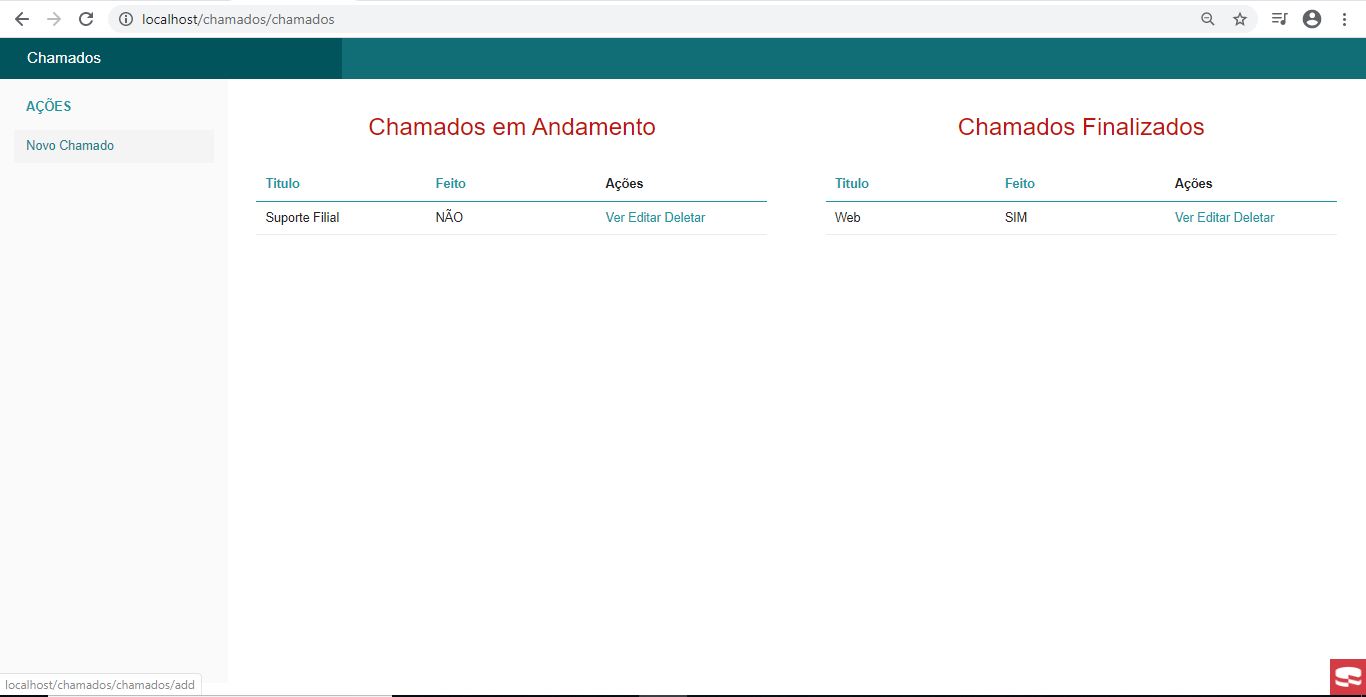 localhost/chamados/chamados
Chamados
AÇÕES
Novo Chamado
Chamados em Andamento
Titulo Feito Ações
Suporte Filial NÃO Ver Editar Deletar
Chamados Finalizados
Titulo Feito Ações
Web SIM Ver Editar Deletar
localhost/chamados/chamados/add